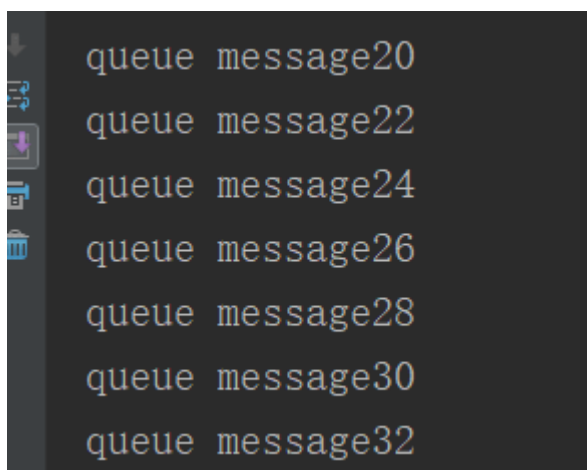 queue message20
queue message22
queue message24
queue message26
queue message28
queue message30
queue message32